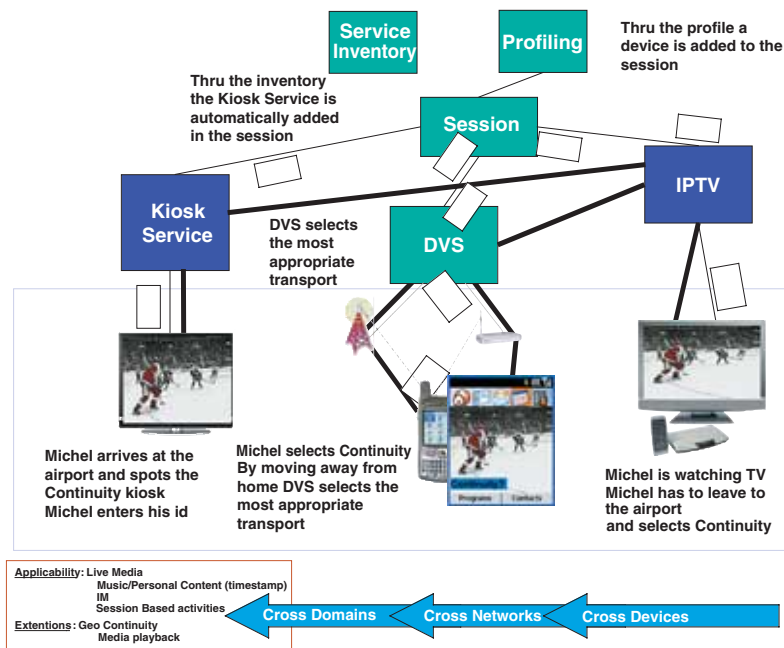 Service
Inventory
Profiling
Thru the profile a
device is added to the
session
Thru the inventory
the Kiosk Service is
automatically added
in the session
Session
Kiosk
Service
IPTV
DVS selects
the most
appropriate
transport
DVS
Continuity?
Programs
Contacts
Michel arrives at the
airport and spots the
Continuity kiosk
Michel enters his id
Michel selects Continuity
By moving away from
home DVS selects the
most appropriate
transport
Michel is watching TV
Michel has to leave to
the airport
and selects Continuity
Applicability: Live Media
Music/Personal Content (timestamp)
IM
Session Based activities
Extentions: Geo Continuity
Media playback
Cross Domains
Cross Networks
Cross Devices